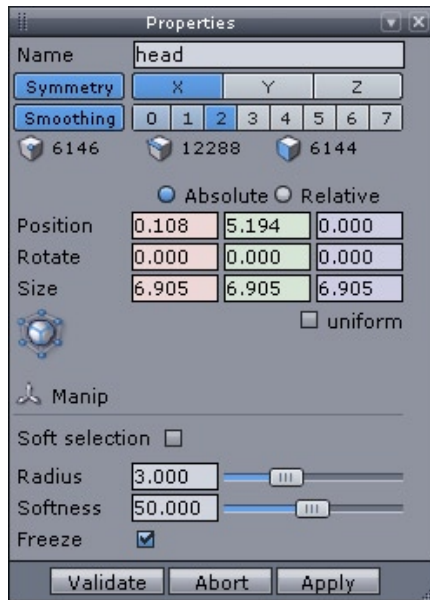 Properties
Name head
Symmetry X Y Z
Smoothing 0 1 2 3 4 5 6 7
6146 12288 6144
Absolute Relative
Position 0.108 5.194 0.000
Rotate 0.000 0.000 0.000
Size 6.905 6.905 6.905
uniform
Manip
Soft selection
Radius 3.000
Softness 50.000
Freeze
Validate Abort Apply